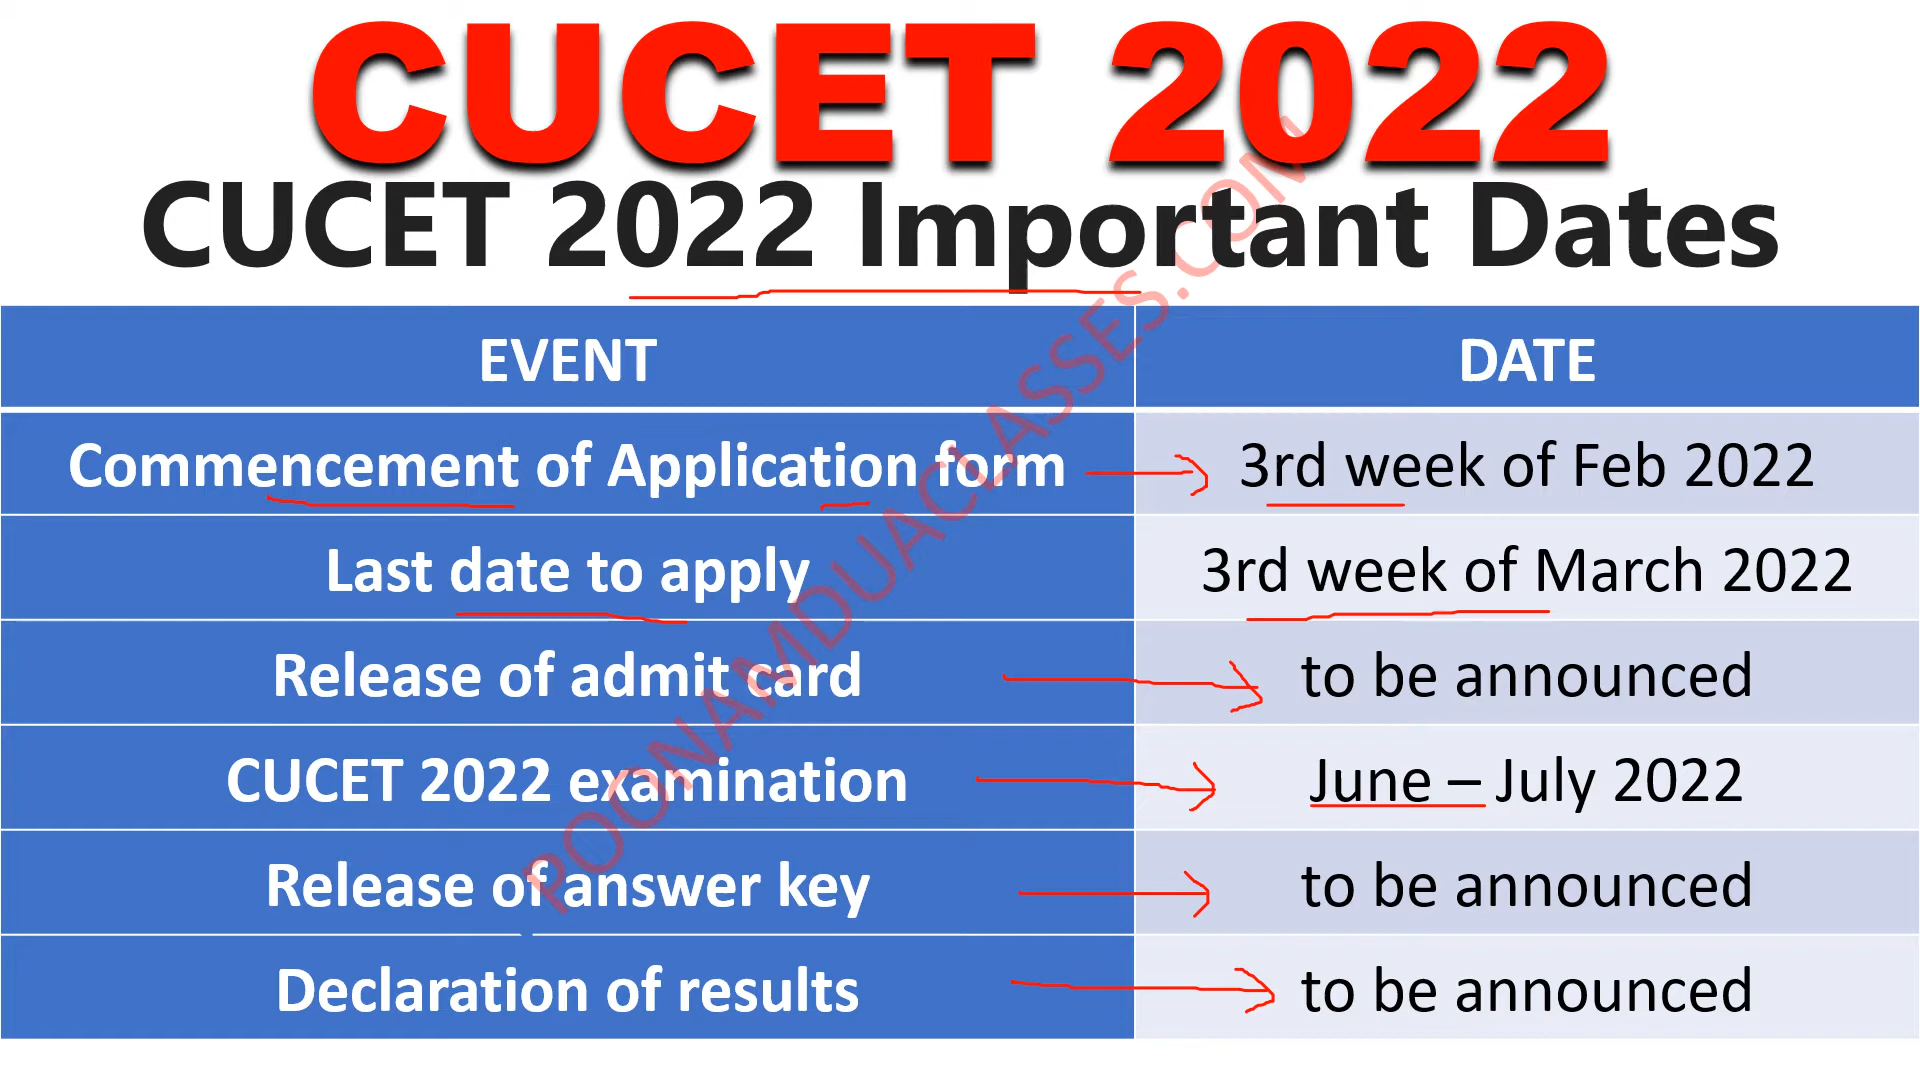 CUCET 2022
CUCET 2022 Important Dates
EVENT DATE
Commencement of Application form 3rd week of Feb 2022
Last date to apply 3rd week of March 2022
Release of admit card to be announced
CUCET 2022 examination June – July 2022
Release of answer key to be announced
Declaration of results to be announced
POONAMDUACLASSES.COM